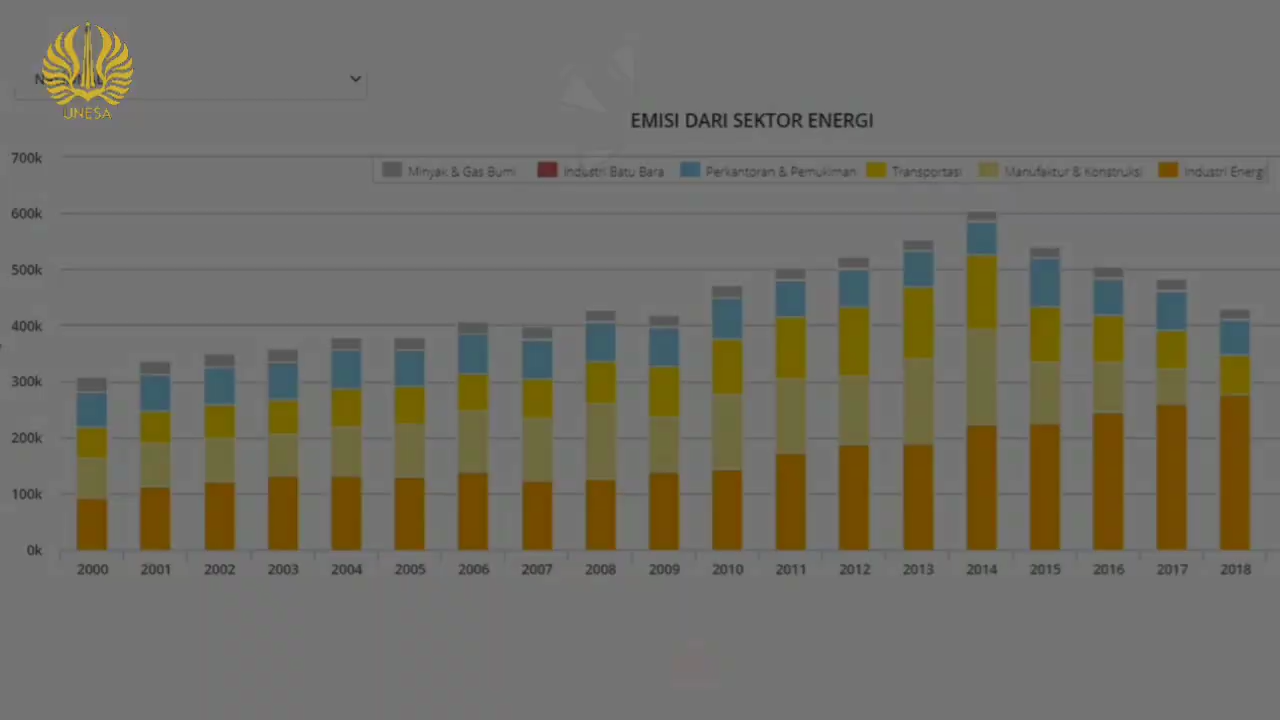 UNESA
EMISI DARI SEKTOR ENERGI
700k
Minyak & Gas Bumi Industri Batu Bara Perkantoran & Pemukiman Transportasi Manufaktur & Konstruksi Industri Energi
600k
500k
400k
300k
200k
100k
0k
2000 2001 2002 2003 2004 2005 2006 2007 2008 2009 2010 2011 2012 2013 2014 2015 2016 2017 2018